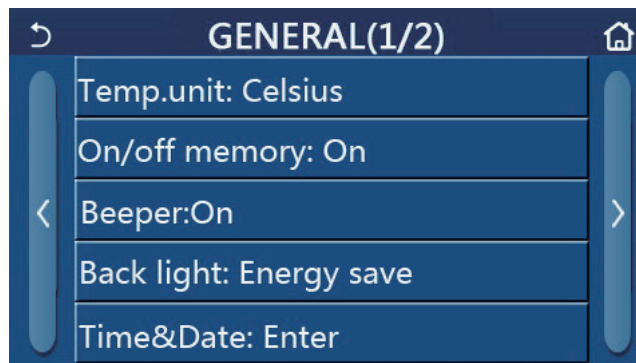 GENERAL(1/2)
Temp.unit: Celsius
On/off memory: On
Beeper:On
Back light: Energy save
Time&Date: Enter